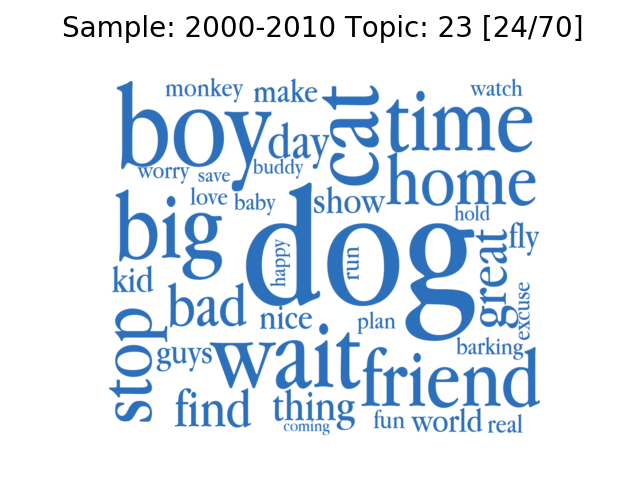 Sample: 2000-2010 Topic: 23 [24/70]
monkey make cat watch
boy day time
worry save buddy home
love baby show hold
big dog great fly
happy run
kid bad nice plan excuse
stop guys wait barking
friend
find thing fun world real
coming